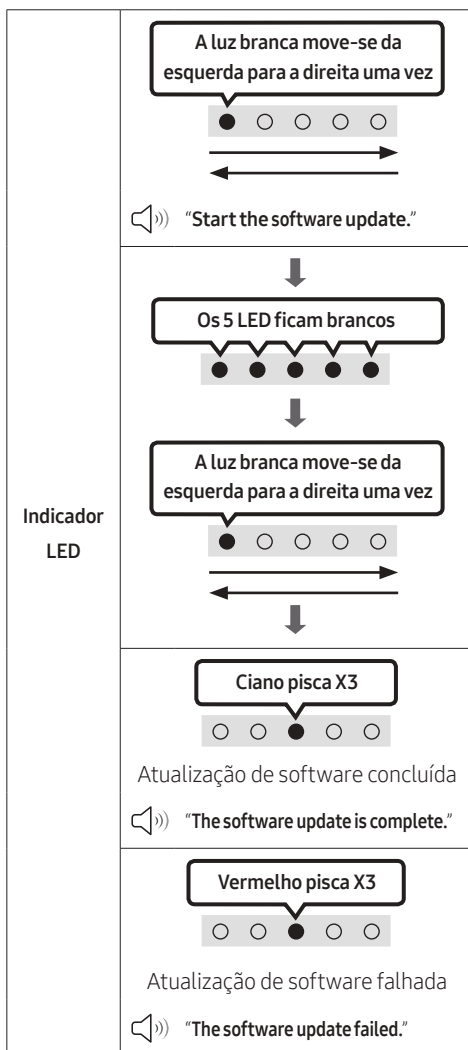 A luz branca move-se da
esquerda para a direita uma vez
“Start the software update.”
Os 5 LED ficam brancos
A luz branca move-se da
esquerda para a direita uma vez
Indicador
LED
Ciano pisca X3
Atualização de software concluída
“The software update is complete.”
Vermelho pisca X3
Atualização de software falhada
“The software update failed.”